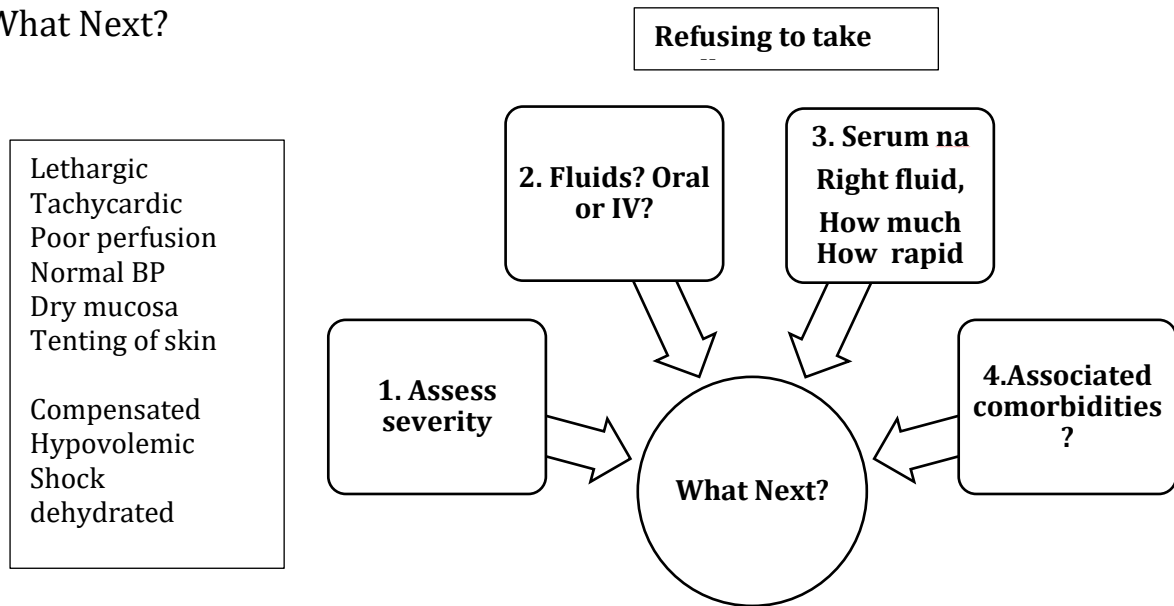 What Next?
Refusing to take
Lethargic
Tachycardic
Poor perfusion
Normal BP
Dry mucosa
Tenting of skin
Compensated
Hypovolemic
Shock
dehydrated
1. Assess
severity
2. Fluids? Oral
or IV?
3. Serum na
Right fluid,
How much
How rapid
4.Associated
comorbidities
?
What Next?